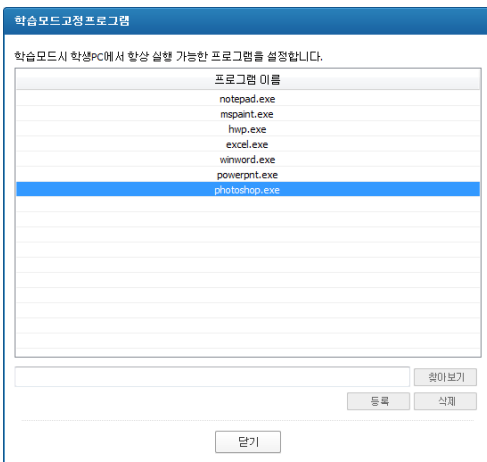 학습모드고정프로그램
학습모드시 학생PC에서 항상 실행 가능한 프로그램을 설정합니다.
프로그램 이름
notepad.exe
mspaint.exe
hwp.exe
excel.exe
winword.exe
powerpnt.exe
photoshop.exe
찾아보기
등록 삭제
닫기